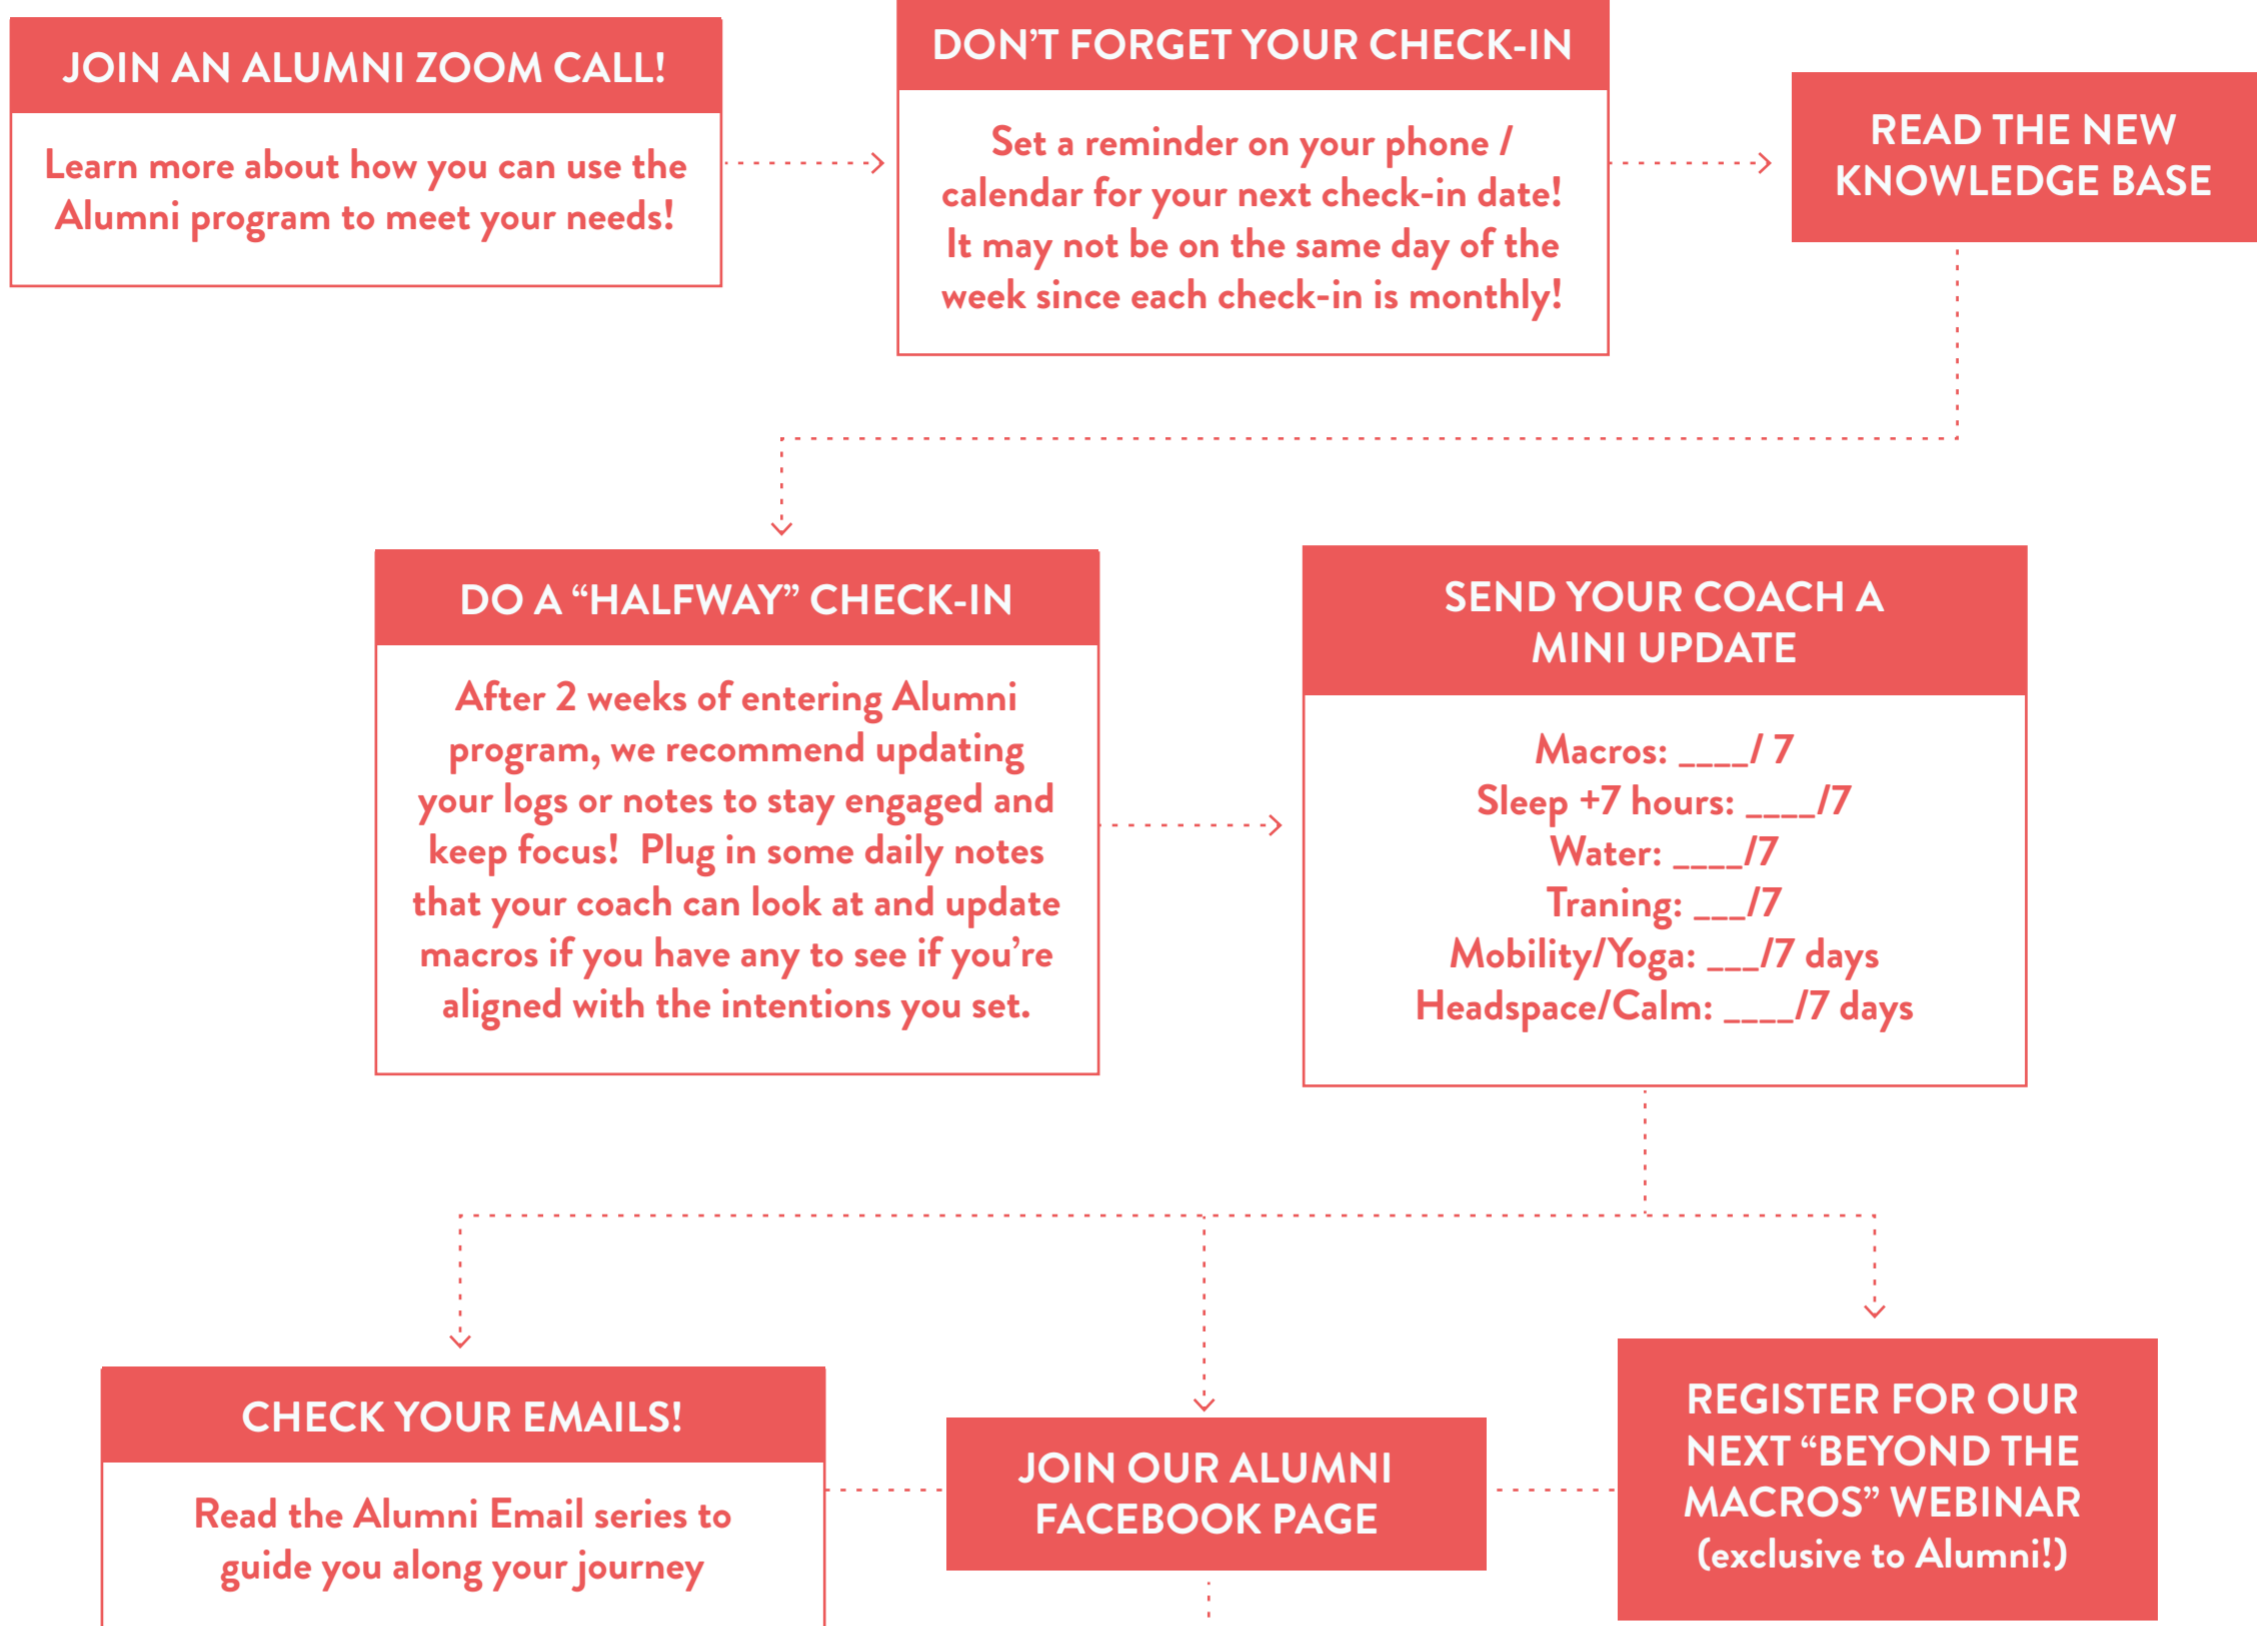 JOIN AN ALUMNI ZOOM CALL!
Learn more about how you can use the
Alumni program to meet your needs!
DON'T FORGET YOUR CHECK-IN
Set a reminder on your phone /
calendar for your next check-in date!
It may not be on the same day of the
week since each check-in is monthly!
READ THE NEW
KNOWLEDGE BASE
DO A “HALFWAY” CHECK-IN
After 2 weeks of entering Alumni
program, we recommend updating
your logs or notes to stay engaged and
keep focus!  Plug in some daily notes
that your coach can look at and update
macros if you have any to see if you’re
aligned with the intentions you set.
SEND YOUR COACH A
MINI UPDATE
Macros: ____/ 7
Sleep +7 hours: ____/7
Water: ____/7
Traning: ___/7
Mobility/Yoga: ___/7 days
Headspace/Calm: ____/7 days
CHECK YOUR EMAILS!
Read the Alumni Email series to
guide you along your journey
JOIN OUR ALUMNI
FACEBOOK PAGE
REGISTER FOR OUR
NEXT “BEYOND THE
MACROS” WEBINAR
(exclusive to Alumni!)